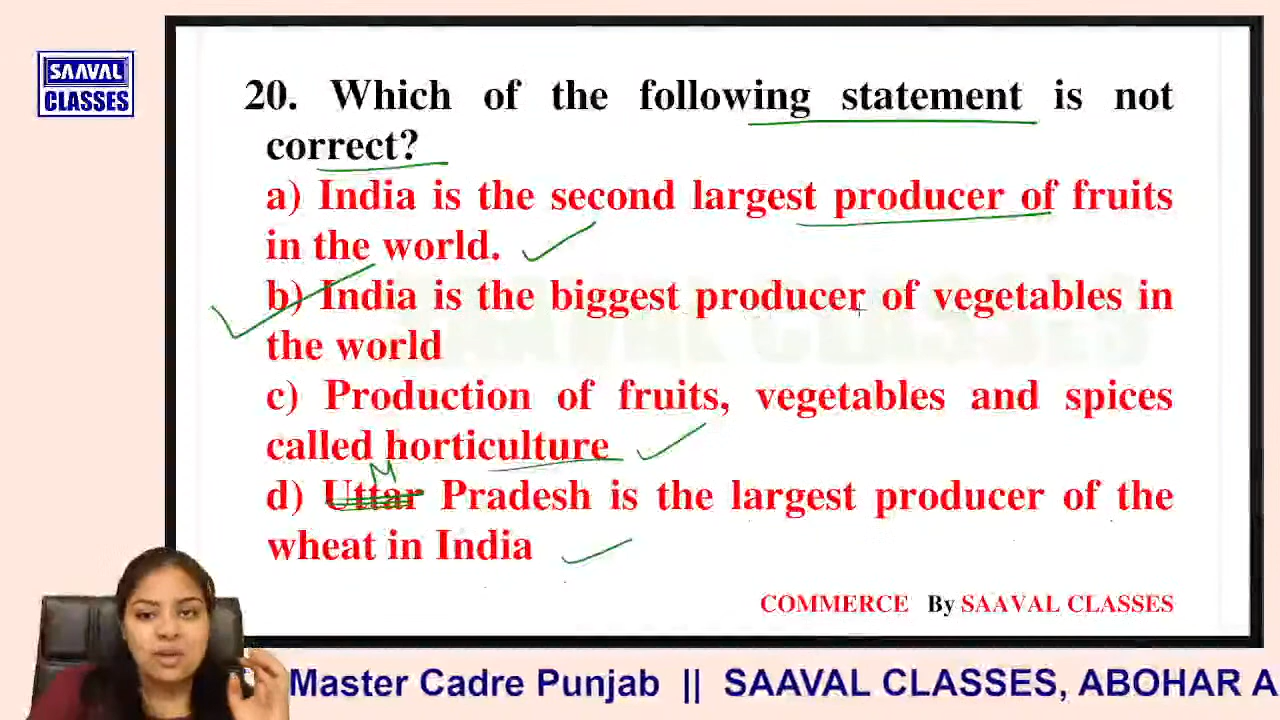 SAAVAL
CLASSES
20. Which of the following statement is not
correct?
a) India is the second largest producer of fruits
in the world.
b) India is the biggest producer of vegetables in
the world
c) Production of fruits, vegetables and spices
called horticulture
M
d) Uttar Pradesh is the largest producer of the
wheat in India
COMMERCE By SAAVAL CLASSES
Master Cadre Punjab || SAAVAL CLASSES, ABOHAR A